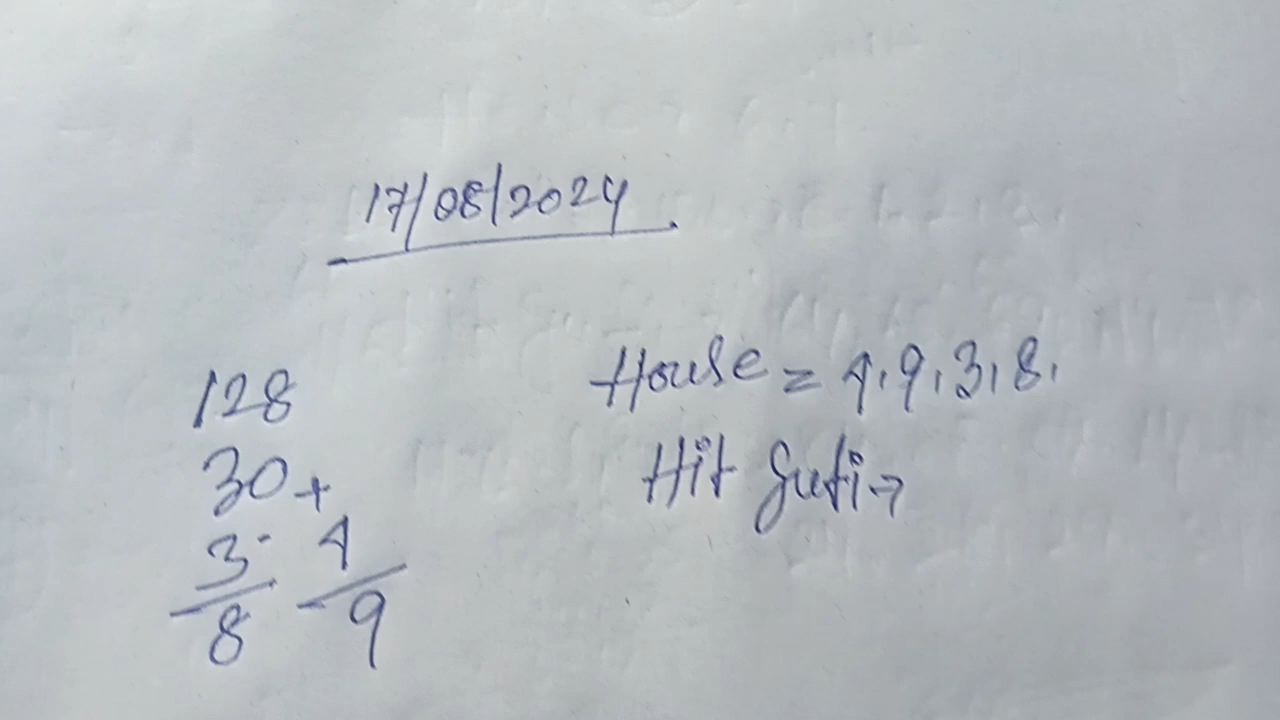 17/08/2024
128
30+
3 4
8 9
House = 4, 9, 3, 8,
Hit Guti →